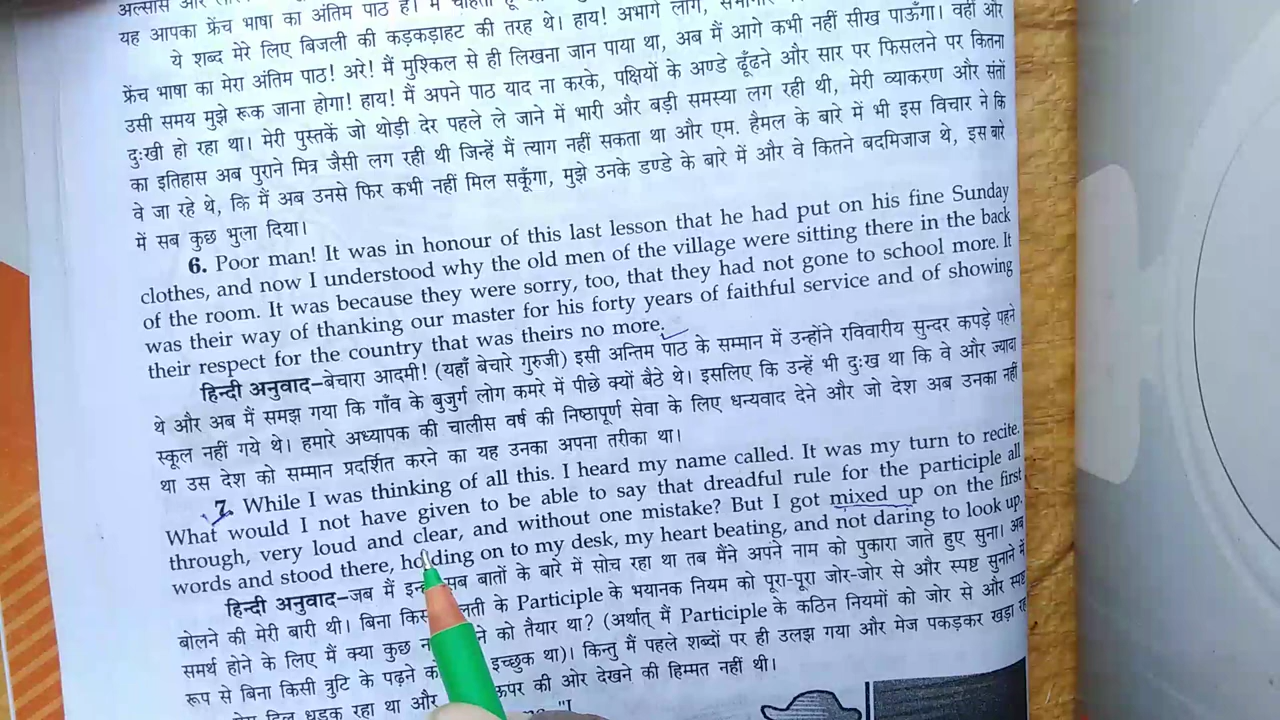 यह आपका फ्रेंच भाषा का अंतिम पाठ है।
ये शब्द मेरे लिए बिजली की कड़कड़ाहट की तरह थे। हाय! अभागे लोग,
फ्रेंच भाषा का मेरा अंतिम पाठ! अरे! मैं मुश्किल से ही लिखना जान पाया था, अब मैं आगे कभी नहीं सीख पाऊँगा। वहीं और
उसी समय मुझे रूक जाना होगा! हाय! मैं अपने पाठ याद ना करके, पक्षियों के अण्डे ढूँढने और सार पर फिसलने पर कितना
दुःखी हो रहा था। मेरी पुस्तकें जो थोड़ी देर पहले ले जाने में भारी और बड़ी समस्या लग रही थी, मेरी व्याकरण और संतों
का इतिहास अब पुराने मित्र जैसी लग रही थी जिन्हें मैं त्याग नहीं सकता था और एम. हैमल के बारे में भी इस विचार ने कि
वे जा रहे थे, कि मैं अब उनसे फिर कभी नहीं मिल सकूँगा, मुझे उनके डण्डे के बारे में और वे कितने बदमिजाज थे, इस बारे
में सब कुछ भुला दिया।
6. Poor man! It was in honour of this last lesson that he had put on his fine Sunday
clothes, and now I understood why the old men of the village were sitting there in the back
of the room. It was because they were sorry, too, that they had not gone to school more. It
was their way of thanking our master for his forty years of faithful service and of showing
their respect for the country that was theirs no more.
हिन्दी अनुवाद–बेचारा आदमी! (यहाँ बेचारे गुरुजी) इसी अन्तिम पाठ के सम्मान में उन्होंने रविवारीय सुन्दर कपड़े पहने
थे और अब मैं समझ गया कि गाँव के बुजुर्ग लोग कमरे में पीछे क्यों बैठे थे। इसलिए कि उन्हें भी दुःख था कि वे और ज्यादा
स्कूल नहीं गये थे। हमारे अध्यापक की चालीस वर्ष की निष्ठापूर्ण सेवा के लिए धन्यवाद देने और जो देश अब उनका नहीं
था उस देश को सम्मान प्रदर्शित करने का यह उनका अपना तरीका था।
7. While I was thinking of all this. I heard my name called. It was my turn to recite.
What would I not have given to be able to say that dreadful rule for the participle all
through, very loud and clear, and without one mistake? But I got mixed up on the first
words and stood there, holding on to my desk, my heart beating, and not daring to look up.
हिन्दी अनुवाद–जब मैं इन सब बातों के बारे में सोच रहा था तब मैंने अपने नाम को पुकारा जाते हुए सुना। अब
बोलने की मेरी बारी थी। बिना के Participle के भयानक नियम को पूरा-पूरा जोर-जोर से और स्पष्ट सुनाने में
समर्थ होने के लिए मैं क्या कुछ को तैयार था? (अर्थात् मैं Participle के कठिन नियमों को जोर से और स्पष्ट
रूप से बिना किसी त्रुटि के पढ़ने इच्छुक था)। किन्तु मैं पहले शब्दों पर ही उलझ गया और मेज पकड़कर खड़ा
दिल धड़क रहा था और ऊपर की ओर देखने की हिम्मत नहीं थी।